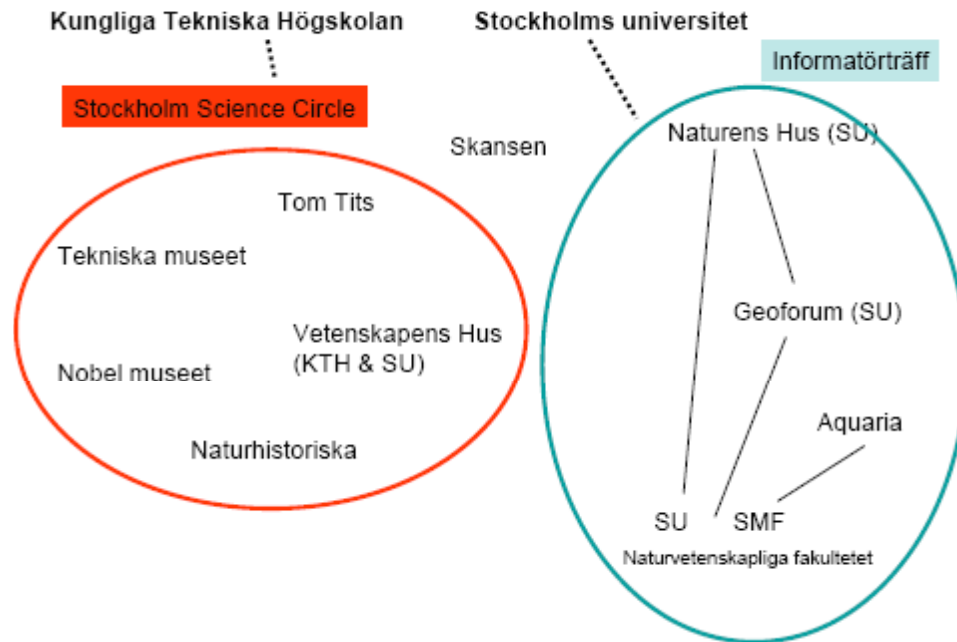 Kungliga Tekniska Högskolan
Stockholms universitet
Informatörträff
Stockholm Science Circle
Skansen
Naturens Hus (SU)
Tom Tits
Tekniska museet
Geoforum (SU)
Vetenskapens Hus
(KTH & SU)
Nobel museet
Aquaria
Naturhistoriska
SU
SMF
Naturvetenskapliga fakultetet